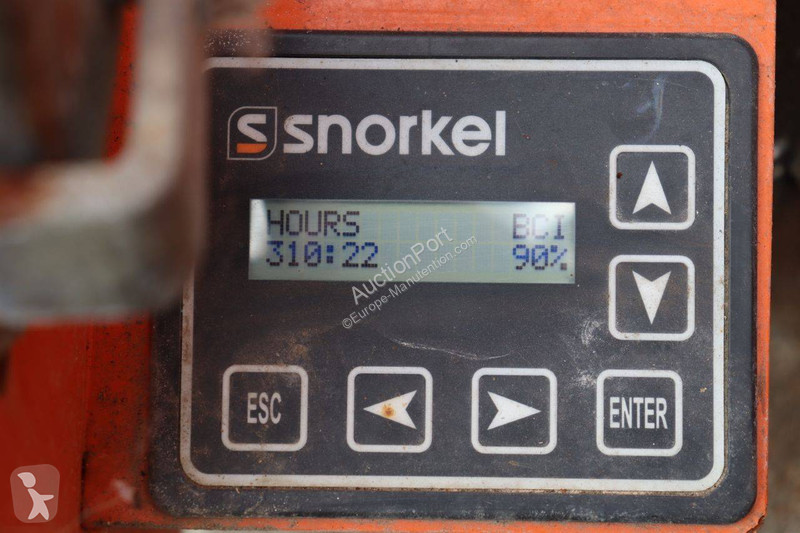 snorkel
HOURS BCI
310:22 90%
AuctionPort
©Europe-Manutention.com
ESC
ENTER